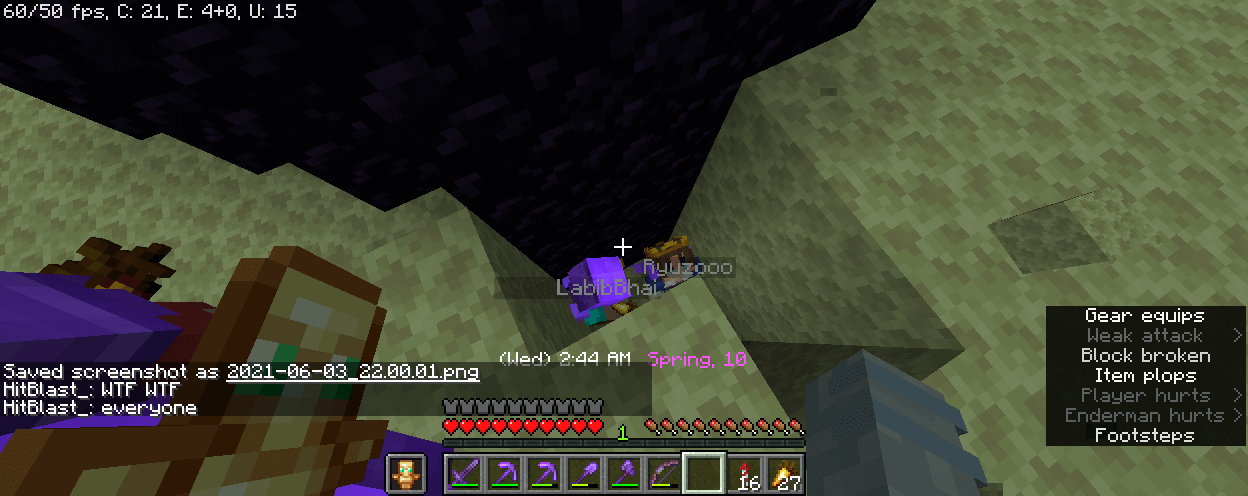 60/50 fps, C: 21, E: 4+0, U: 15
Ryuzooo
LabibBhai
(Wed) 2:44 AM Spring, 10
Saved screenshot as 2021-06-03_22.00.01.png
HitBlast_: WTF WTF
HitBlast_: everyone
Gear equips
Weak attack >
Block broken
Item plops
Player hurts >
Enderman hurts >
Footsteps
1
16 27